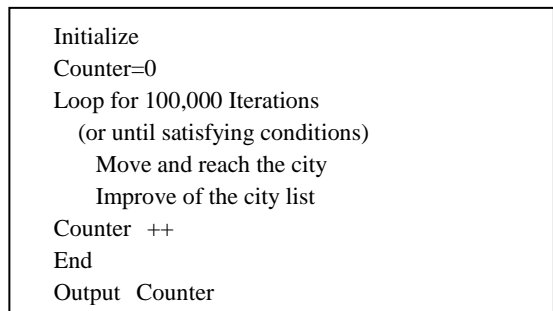 Initialize
Counter=0
Loop for 100,000 Iterations
(or until satisfying conditions)
Move and reach the city
Improve of the city list
Counter ++
End
Output Counter